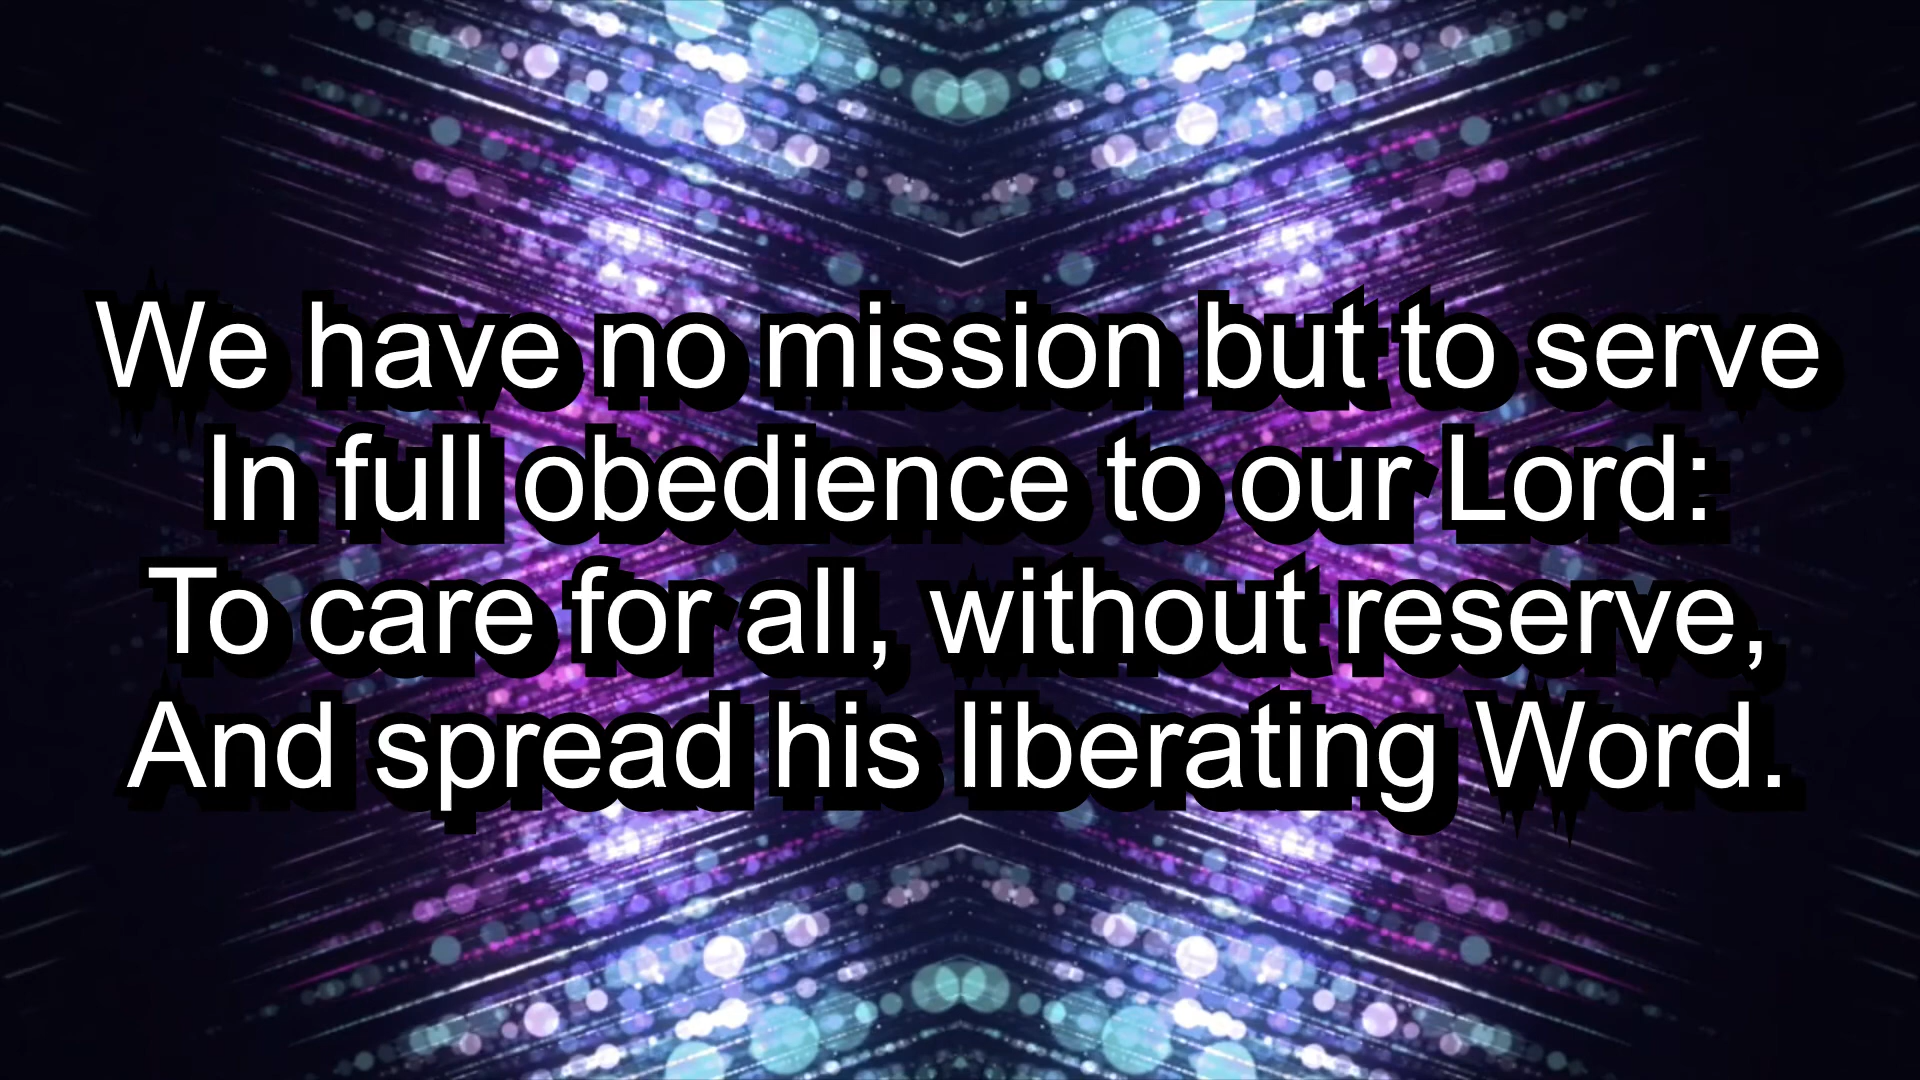 We have no mission but to serve
In full obedience to our Lord:
To care for all, without reserve,
And spread his liberating Word.